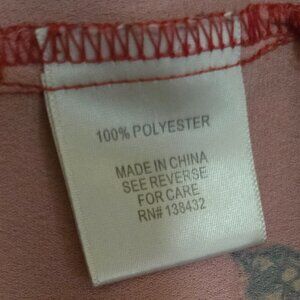 100% POLYESTER
MADE IN CHINA
SEE REVERSE
FOR CARE
RN# 138432